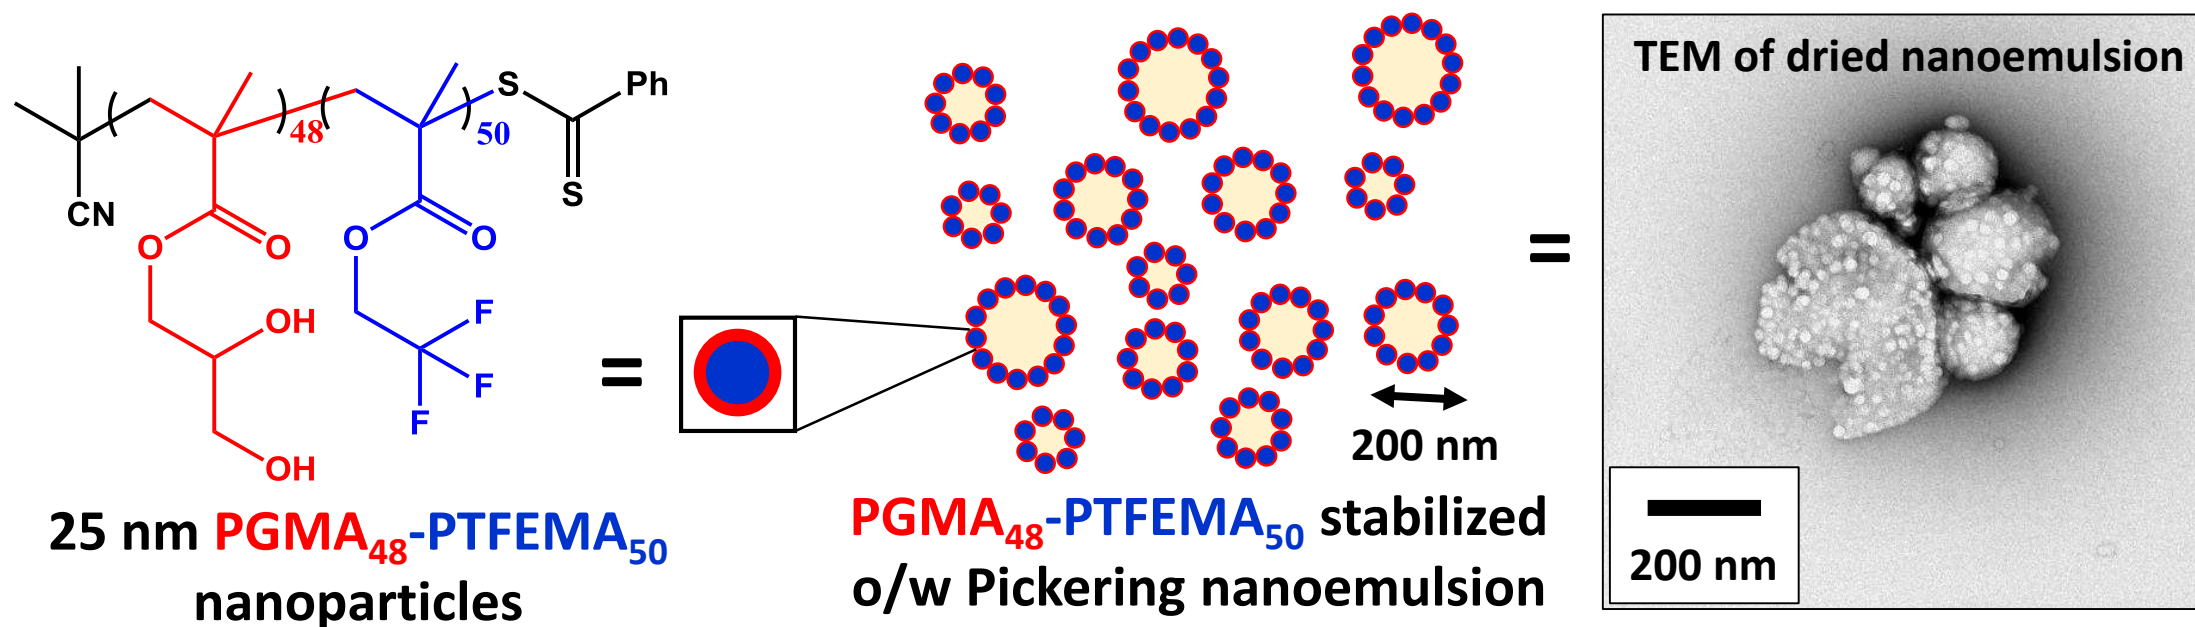 S
Ph
48
50
S
CN
O
O
O
O
OH
F
F
F
OH
=
=
200 nm
25 nm PGMA48-PTFEMA50
nanoparticles
PGMA48-PTFEMA50 stabilized
o/w Pickering nanoemulsion
TEM of dried nanoemulsion
200 nm